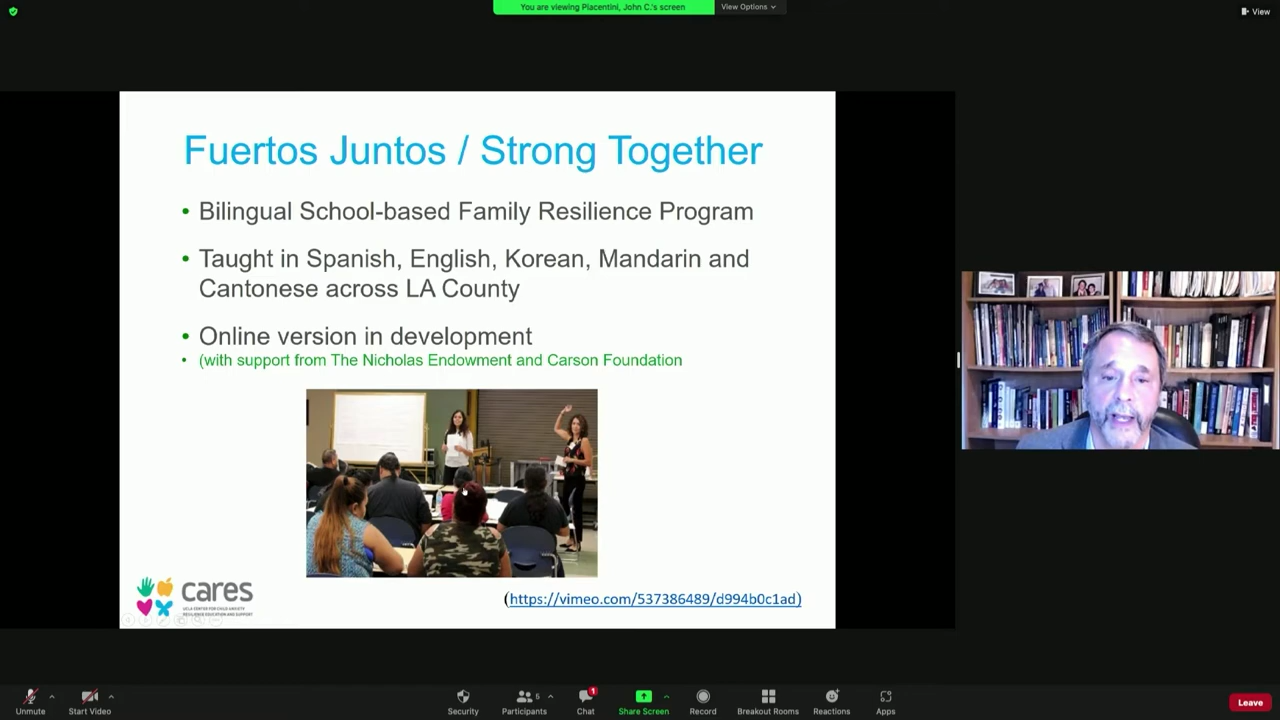 You are viewing Piacentini, John C.'s screen
View Options
View
Fuertos Juntos / Strong Together
• Bilingual School-based Family Resilience Program
• Taught in Spanish, English, Korean, Mandarin and
Cantonese across LA County
• Online version in development
• (with support from The Nicholas Endowment and Carson Foundation
cares
UCLA CENTER FOR CHILD ANXIETY
RESILIENCE EDUCATION AND SUPPORT
(https://vimeo.com/537386489/d994b0c1ad)
Unmute
Start Video
Security
Participants
5
Chat
1
Share Screen
Record
Breakout Rooms
Reactions
Apps
Leave